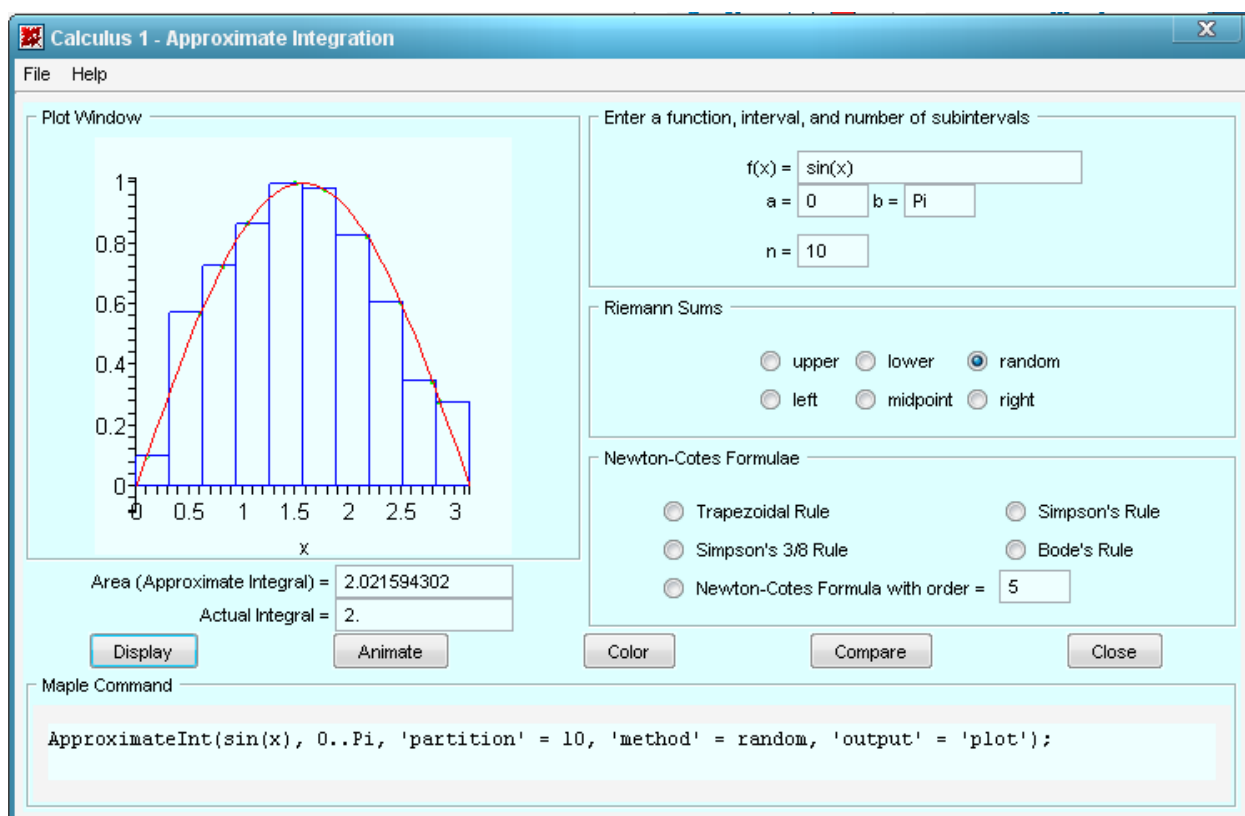 Calculus 1 - Approximate Integration
File Help
Plot Window
1
0.8
0.6
0.4
0.2
0
0 0.5 1 1.5 2 2.5 3
x
Area (Approximate Integral) = 2.021594302
Actual Integral = 2.
Enter a function, interval, and number of subintervals
f(x) = sin(x)
a = 0 b = Pi
n = 10
Riemann Sums
upper lower random
left midpoint right
Newton-Cotes Formulae
Trapezoidal Rule Simpson's Rule
Simpson's 3/8 Rule Bode's Rule
Newton-Cotes Formula with order = 5
Display Animate Color Compare Close
Maple Command
ApproximateInt(sin(x), 0..Pi, 'partition' = 10, 'method' = random, 'output' = 'plot');